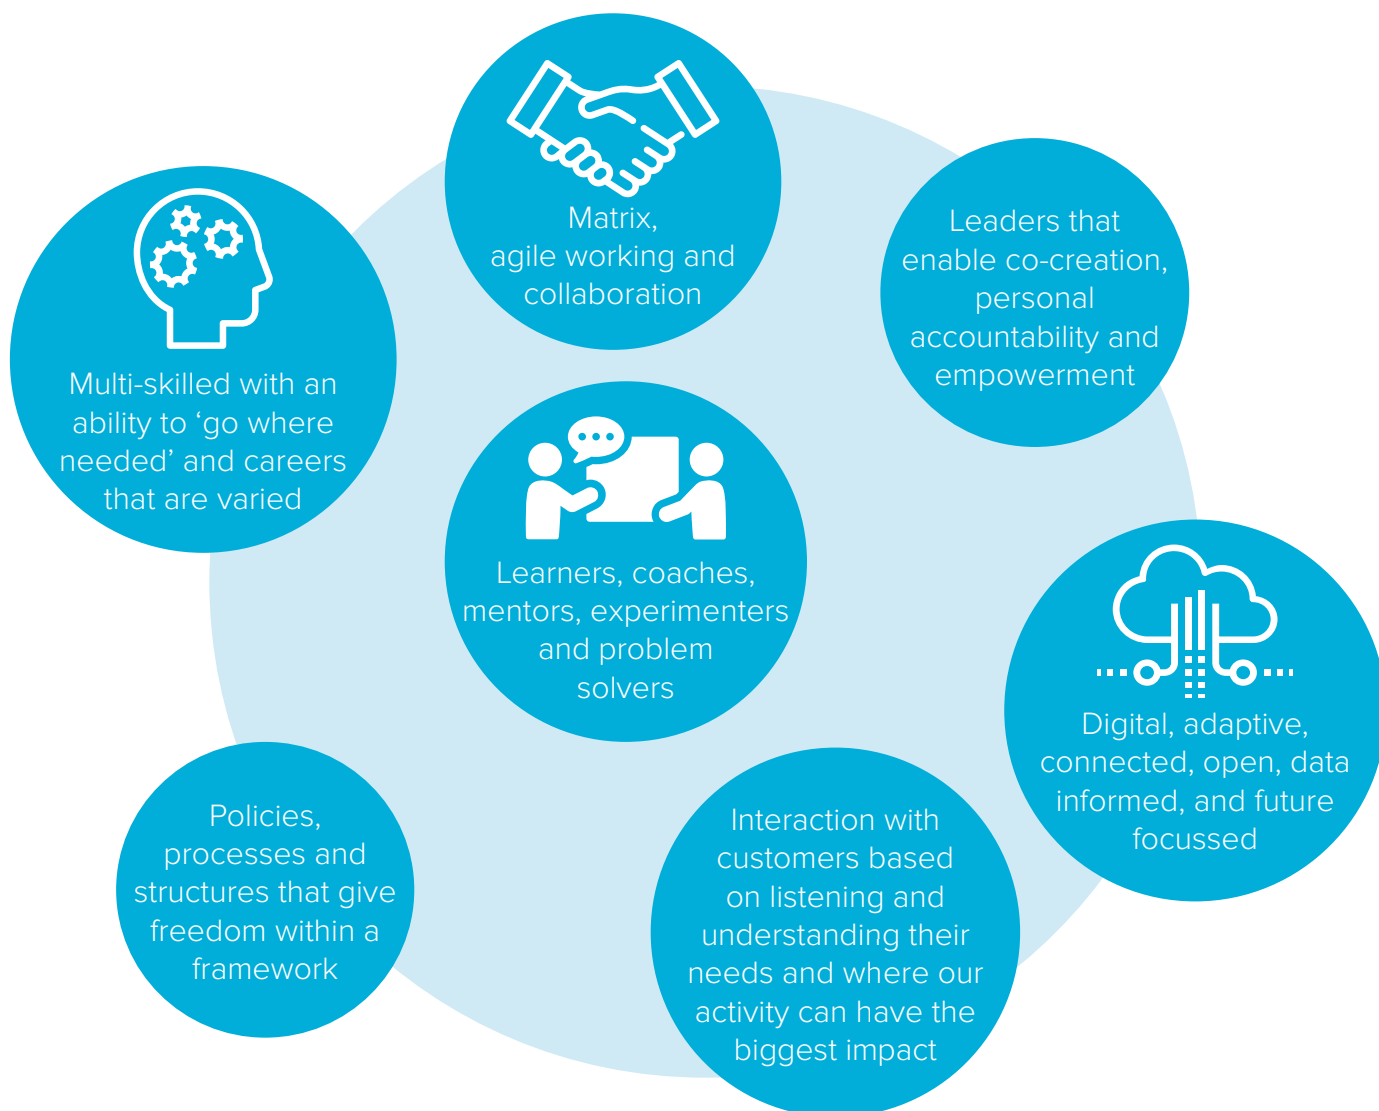 Matrix,
agile working and
collaboration
Leaders that
enable co-creation,
personal
accountability and
empowerment
Multi-skilled with an
ability to ‘go where
needed’ and careers
that are varied
Learners, coaches,
mentors, experimenters
and problem
solvers
Digital, adaptive,
connected, open, data
informed, and future
focussed
Policies,
processes and
structures that give
freedom within a
framework
Interaction with
customers based
on listening and
understanding their
needs and where our
activity can have the
biggest impact